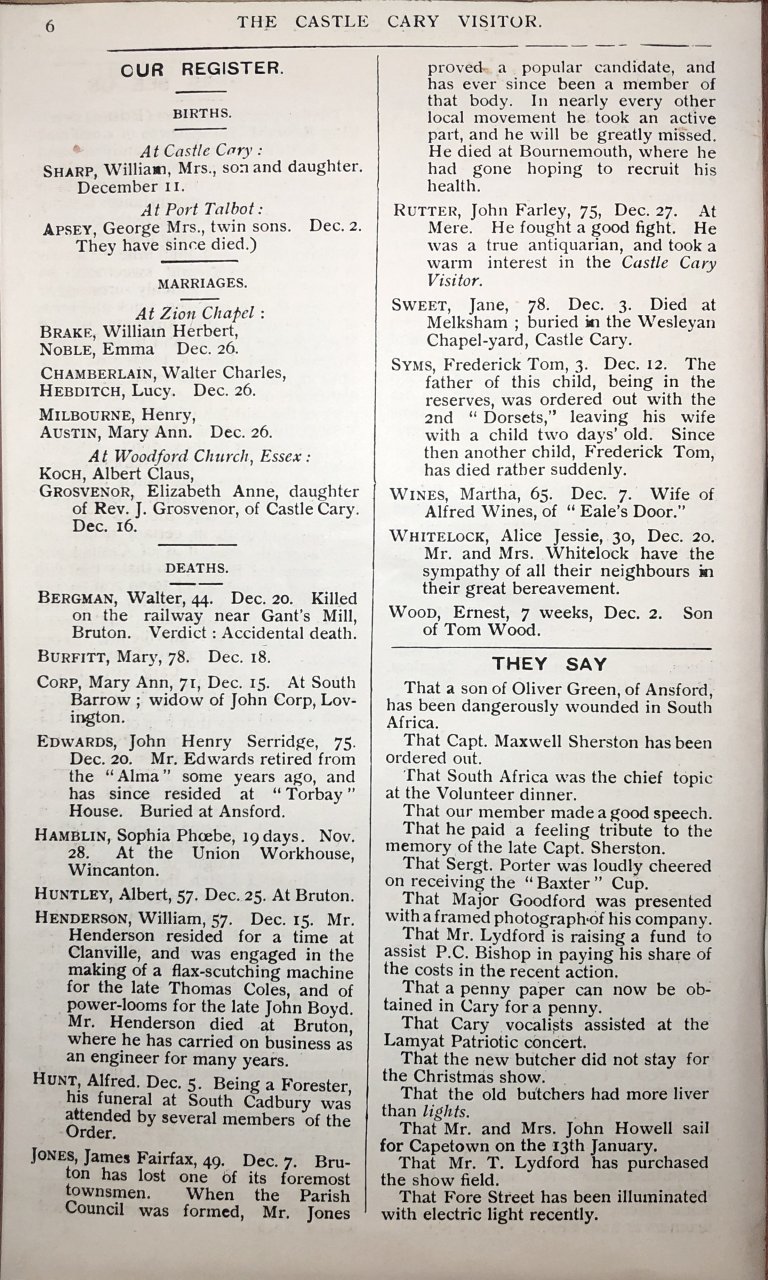 6
THE CASTLE CARY VISITOR.
OUR REGISTER.
BIRTHS.
At Castle Cary :
SHARP, William, Mrs., son and daughter.
December 11.
At Port Talbot :
APSEY, George Mrs., twin sons. Dec. 2.
They have since died.)
MARRIAGES.
At Zion Chapel :
BRAKE, William Herbert,
NOBLE, Emma Dec. 26.
CHAMBERLAIN, Walter Charles,
HEBDITCH, Lucy. Dec. 26.
MILBOURNE, Henry,
AUSTIN, Mary Ann. Dec. 26.
At Woodford Church, Essex :
KOCH, Albert Claus,
GROSVENOR, Elizabeth Anne, daughter
of Rev. J. Grosvenor, of Castle Cary.
Dec. 16.
DEATHS.
BERGMAN, Walter, 44. Dec. 20. Killed
on the railway near Gant's Mill,
Bruton. Verdict : Accidental death.
BURFITT, Mary, 78. Dec. 18.
CORP, Mary Ann, 71, Dec. 15. At South
Barrow ; widow of John Corp, Lov-
ington.
EDWARDS, John Henry Serridge, 75.
Dec. 20. Mr. Edwards retired from
the "Alma" some years ago, and
has since resided at "Torbay"
House. Buried at Ansford.
HAMBLIN, Sophia Phœbe, 19 days. Nov.
28. At the Union Workhouse,
Wincanton.
HUNTLEY, Albert, 57. Dec. 25. At Bruton.
HENDERSON, William, 57. Dec. 15. Mr.
Henderson resided for a time at
Clanville, and was engaged in the
making of a flax-scutching machine
for the late Thomas Coles, and of
power-looms for the late John Boyd.
Mr. Henderson died at Bruton,
where he has carried on business as
an engineer for many years.
HUNT, Alfred. Dec. 5. Being a Forester,
his funeral at South Cadbury was
attended by several members of the
Order.
JONES, James Fairfax, 49. Dec. 7. Bru-
ton has lost one of its foremost
townsmen. When the Parish
Council was formed, Mr. Jones
proved a popular candidate, and
has ever since been a member of
that body. In nearly every other
local movement he took an active
part, and he will be greatly missed.
He died at Bournemouth, where he
had gone hoping to recruit his
health.
RUTTER, John Farley, 75, Dec. 27. At
Mere. He fought a good fight. He
was a true antiquarian, and took a
warm interest in the Castle Cary
Visitor.
SWEET, Jane, 78. Dec. 3. Died at
Melksham ; buried in the Wesleyan
Chapel-yard, Castle Cary.
SYMS, Frederick Tom, 3. Dec. 12. The
father of this child, being in the
reserves, was ordered out with the
2nd "Dorsets," leaving his wife
with a child two days' old. Since
then another child, Frederick Tom,
has died rather suddenly.
WINES, Martha, 65. Dec. 7. Wife of
Alfred Wines, of "Eale's Door."
WHITELOCK, Alice Jessie, 30, Dec. 20.
Mr. and Mrs. Whitelock have the
sympathy of all their neighbours in
their great bereavement.
WOOD, Ernest, 7 weeks, Dec. 2. Son
of Tom Wood.
THEY SAY
That a son of Oliver Green, of Ansford,
has been dangerously wounded in South
Africa.
That Capt. Maxwell Sherston has been
ordered out.
That South Africa was the chief topic
at the Volunteer dinner.
That our member made a good speech.
That he paid a feeling tribute to the
memory of the late Capt. Sherston.
That Sergt. Porter was loudly cheered
on receiving the "Baxter" Cup.
That Major Goodford was presented
with a framed photograph of his company.
That Mr. Lydford is raising a fund to
assist P.C. Bishop in paying his share of
the costs in the recent action.
That a penny paper can now be ob-
tained in Cary for a penny.
That Cary vocalists assisted at the
Lamyat Patriotic concert.
That the new butcher did not stay for
the Christmas show.
That the old butchers had more liver
than lights.
That Mr. and Mrs. John Howell sail
for Capetown on the 13th January.
That Mr. T. Lydford has purchased
the show field.
That Fore Street has been illuminated
with electric light recently.